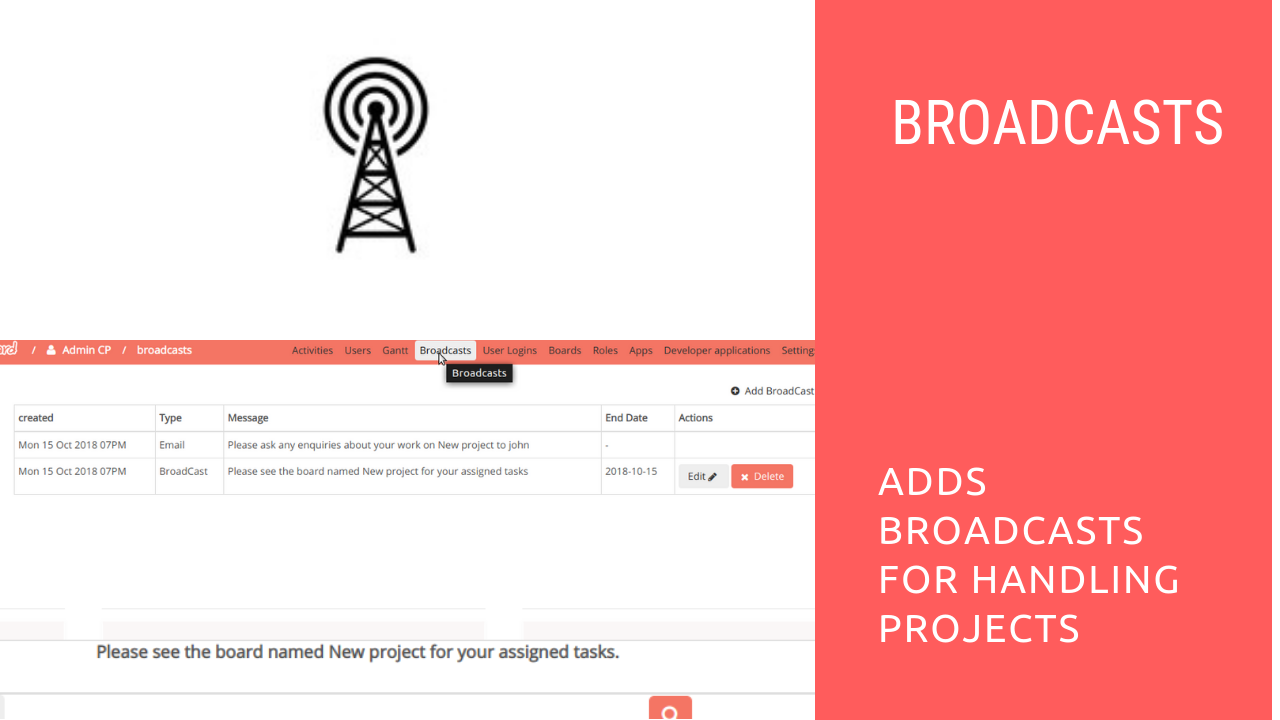 BROADCASTS
/ Admin CP / broadcasts Activities Users Gantt Broadcasts User Logins Boards Roles Apps Developer applications Setting
Broadcasts
Add BroadCast
created Type Message End Date Actions
Mon 15 Oct 2018 07PM Email Please ask any enquiries about your work on New project to john -
Mon 15 Oct 2018 07PM BroadCast Please see the board named New project for your assigned tasks 2018-10-15 Edit Delete
Please see the board named New project for your assigned tasks.
ADDS
BROADCASTS
FOR HANDLING
PROJECTS